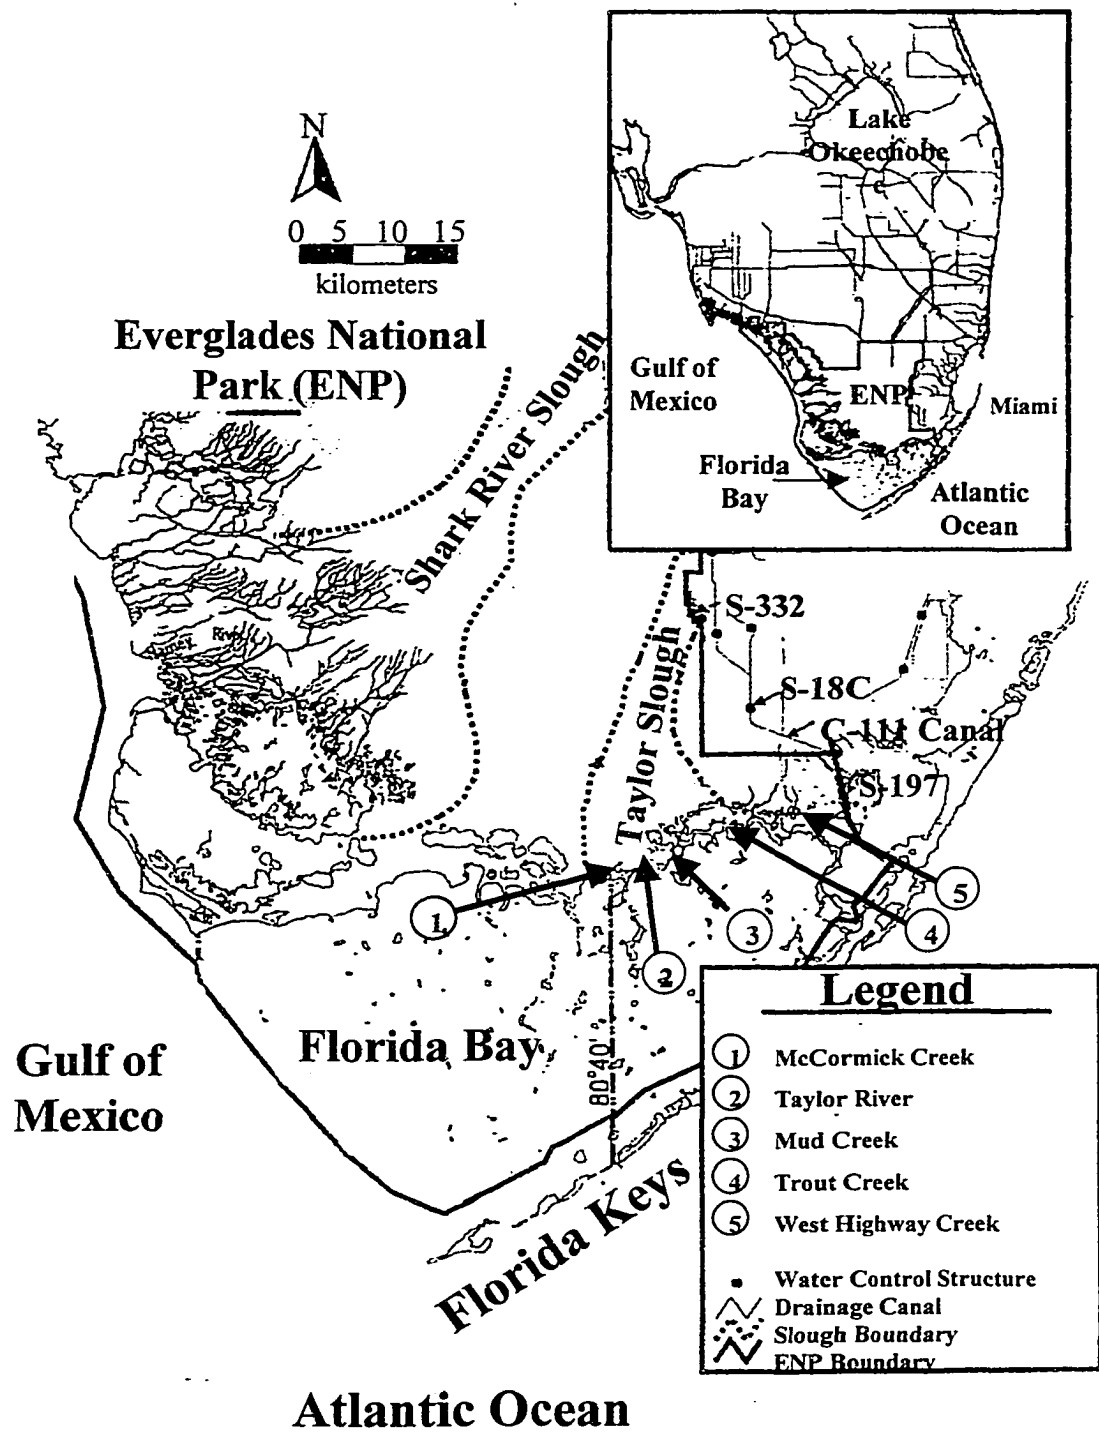 N
0 5 10 15
kilometers
Everglades National
Park (ENP)
Shark River Slough
Lake
Okeechobe
e
Gulf of
Mexico
ENP
Miami
Florida
Bay
Atlantic
Ocean
River
S-332
Taylor Slough
S-18C
C-111 Canal
S-197
1
2
3
4
5
Florida Bay
80°40'
Gulf of
Mexico
Florida Keys
Atlantic Ocean
Legend
1 McCormick Creek
2 Taylor River
3 Mud Creek
4 Trout Creek
5 West Highway Creek
Water Control Structure
Drainage Canal
Slough Boundary
ENP Boundary